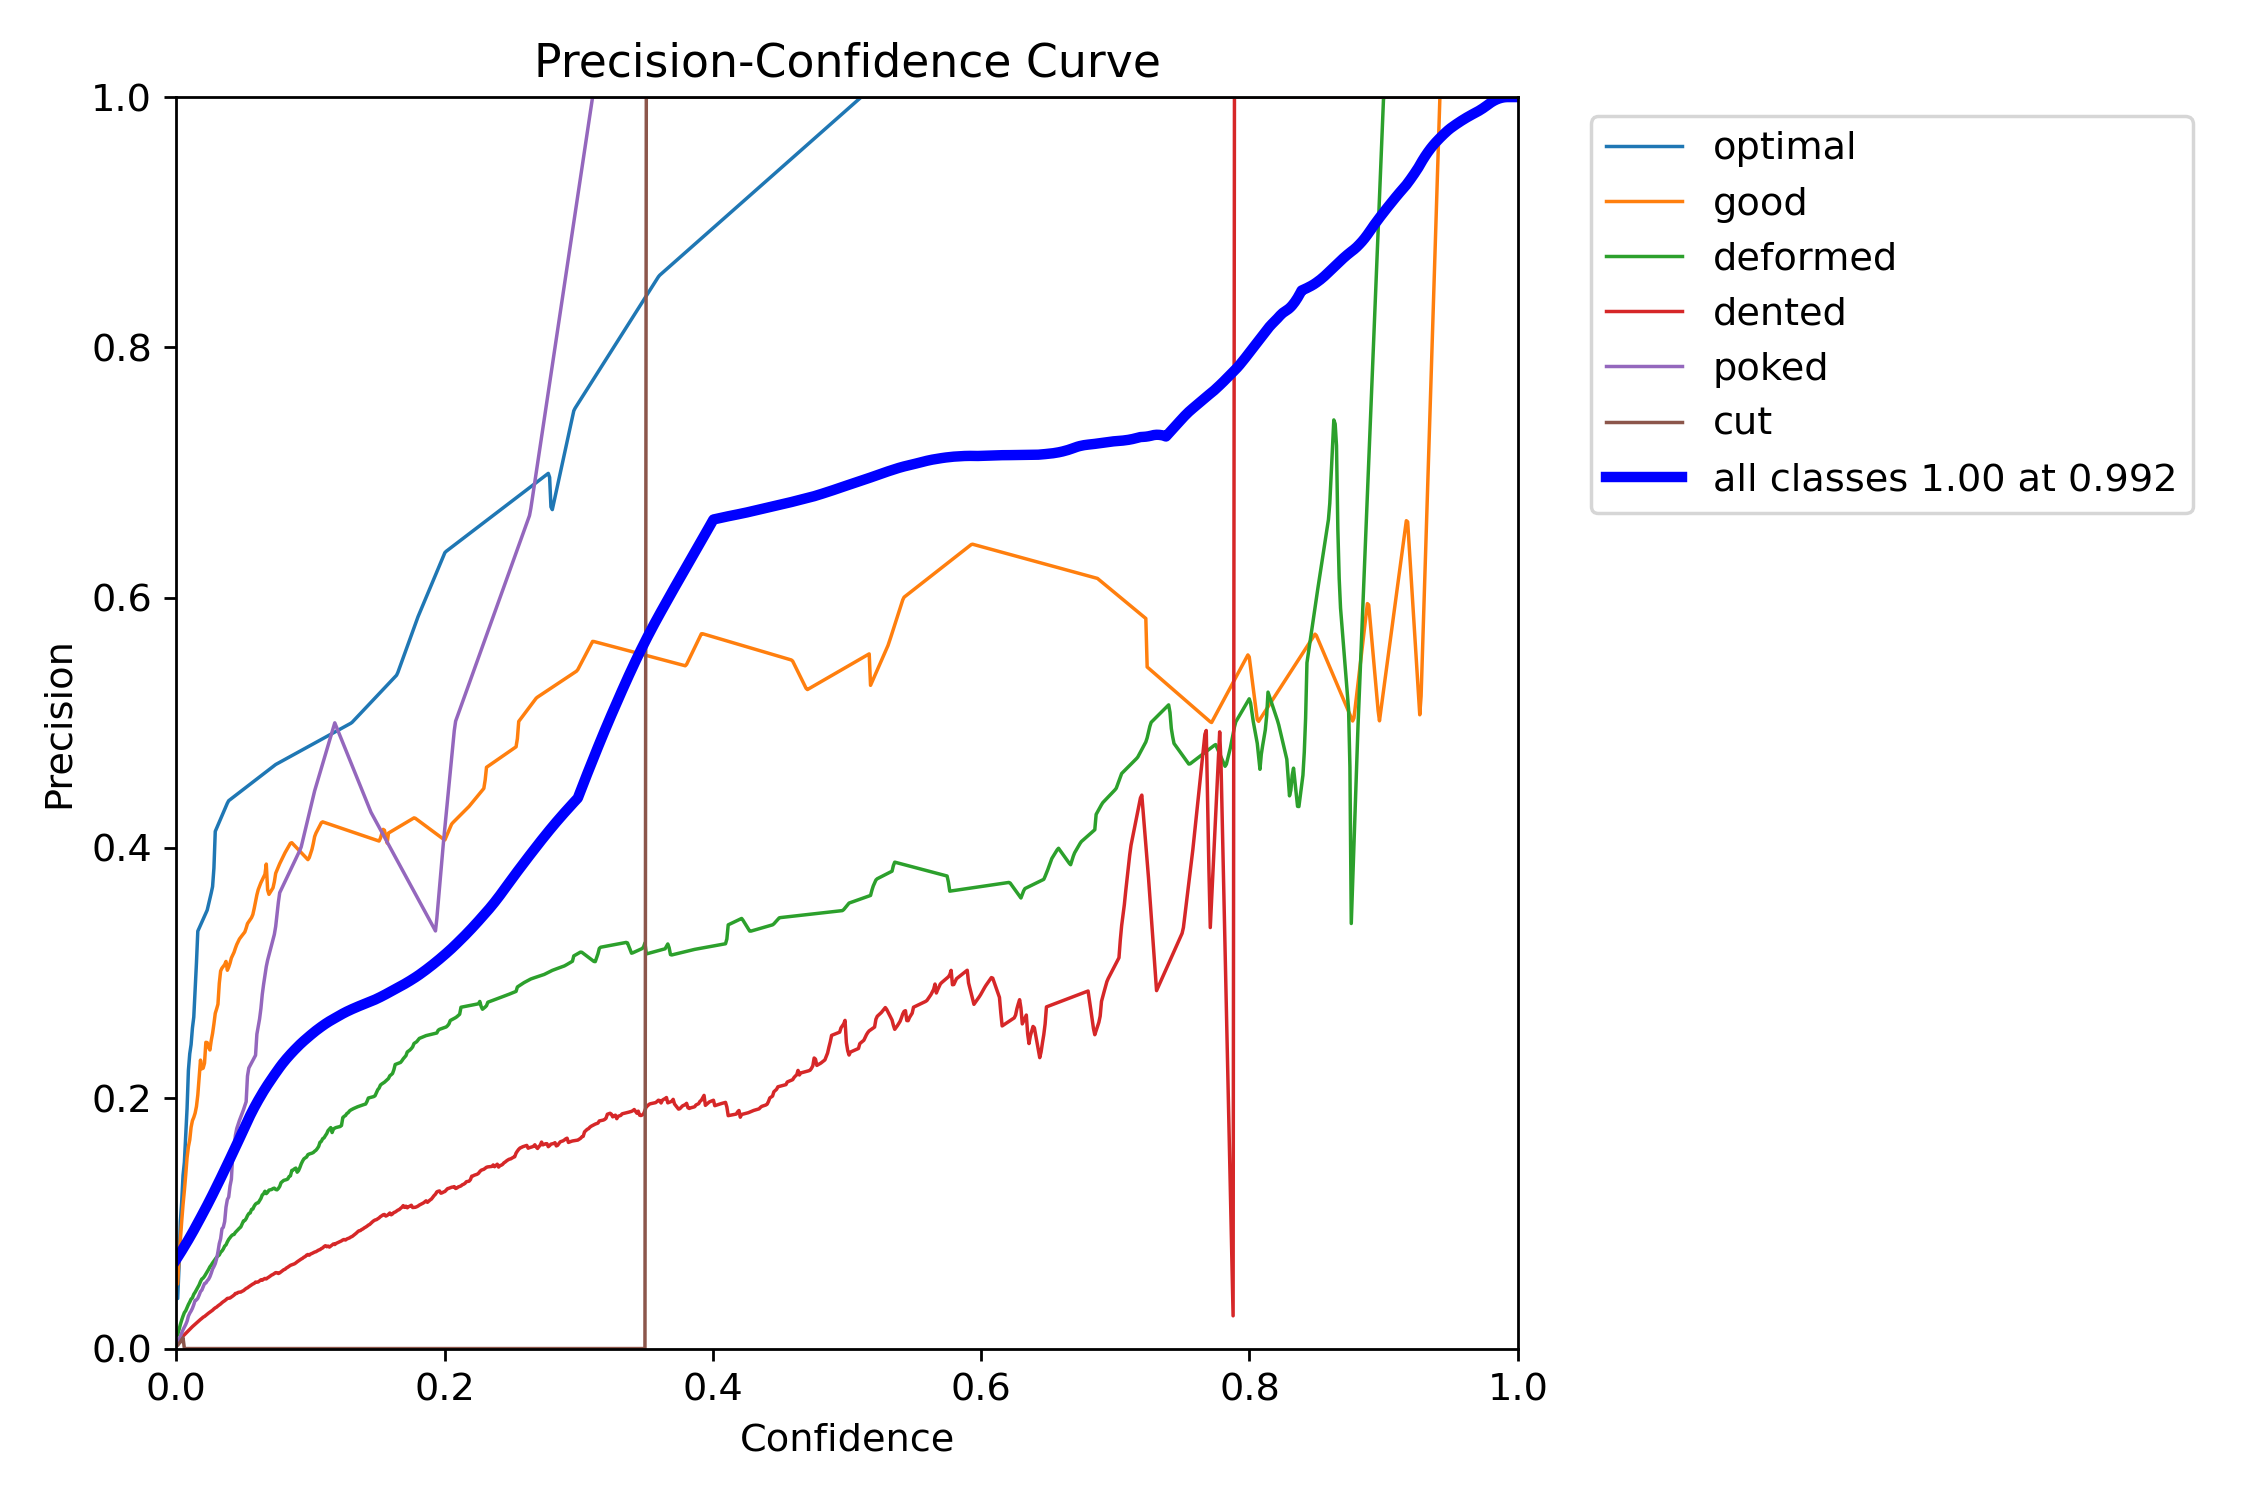 Precision-Confidence Curve
1.0
0.8
0.6
0.4
0.2
0.0
Precision
0.0 0.2 0.4 0.6 0.8 1.0
Confidence
optimal
good
deformed
dented
poked
cut
all classes 1.00 at 0.992